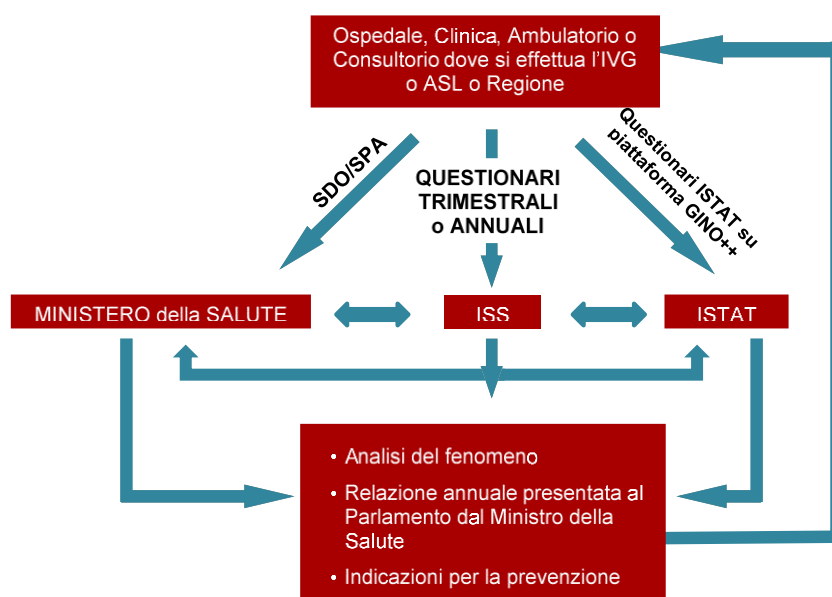 Ospedale, Clinica, Ambulatorio o
Consultorio dove si effettua l'IVG
o ASL o Regione
SDO/SPA
QUESTIONARI
TRIMESTRALI
o ANNUALI
Questionari ISTAT su
piattaforma GINO++
MINISTERO della SALUTE
ISS
ISTAT
• Analisi del fenomeno
• Relazione annuale presentata al
Parlamento dal Ministro della
Salute
• Indicazioni per la prevenzione